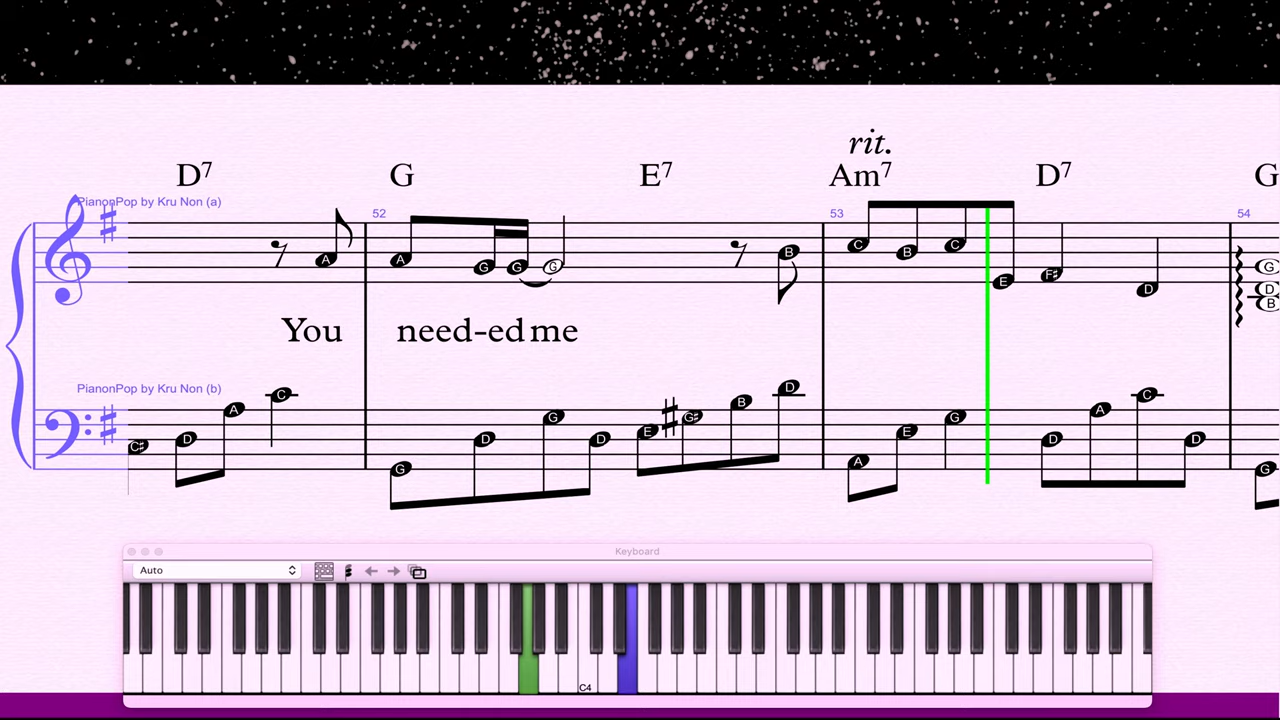 rit.
D7 G E7 Am7 D7 G
PianonPop by Kru Non (a)
52 53 54
A A G G G B C B C E F# D G D B
You need-ed me
PianonPop by Kru Non (b)
C# D A C G D G D E G# B D A E G D A C D G
Keyboard
Auto
C4